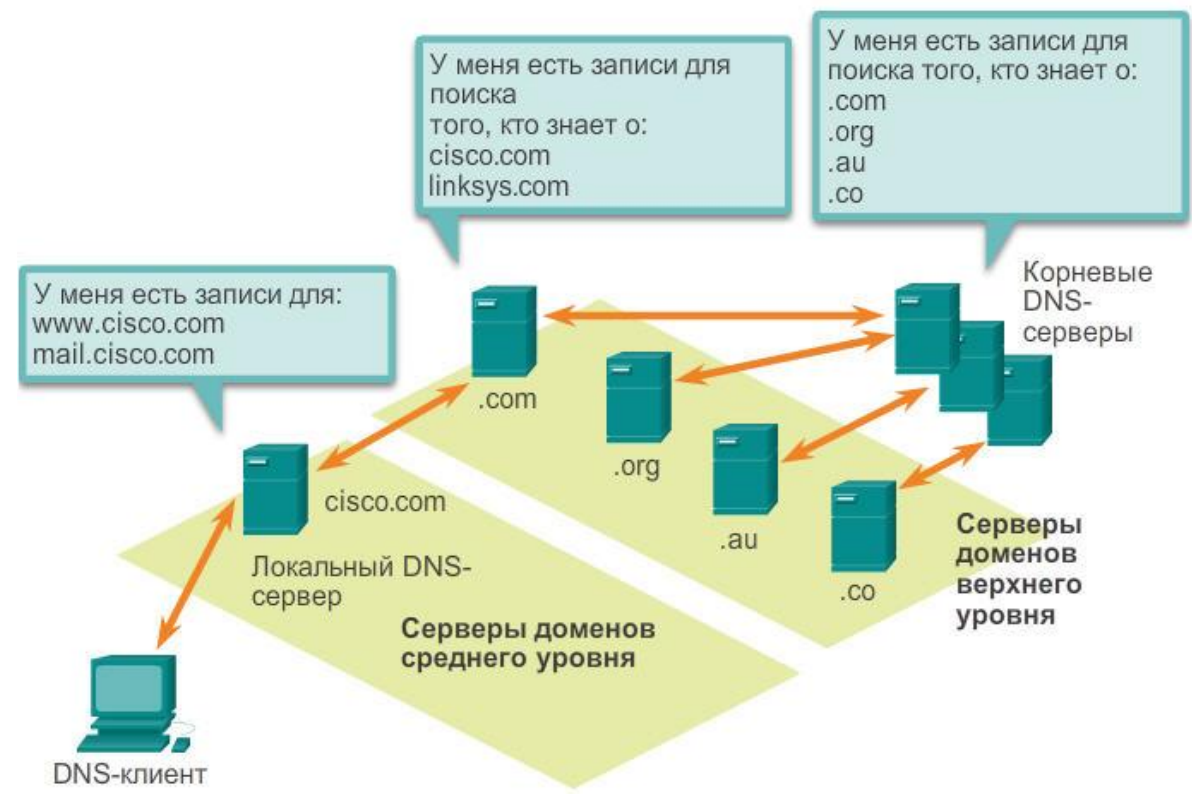 У меня есть записи для
поиска
того, кто знает о:
cisco.com
linksys.com
У меня есть записи для
поиска того, кто знает о:
.com
.org
.au
.co
У меня есть записи для:
www.cisco.com
mail.cisco.com
Корневые
DNS-
серверы
.com
.org
.au
.co
cisco.com
Локальный DNS-
сервер
Серверы
доменов
верхнего
уровня
Серверы доменов
среднего уровня
DNS-клиент